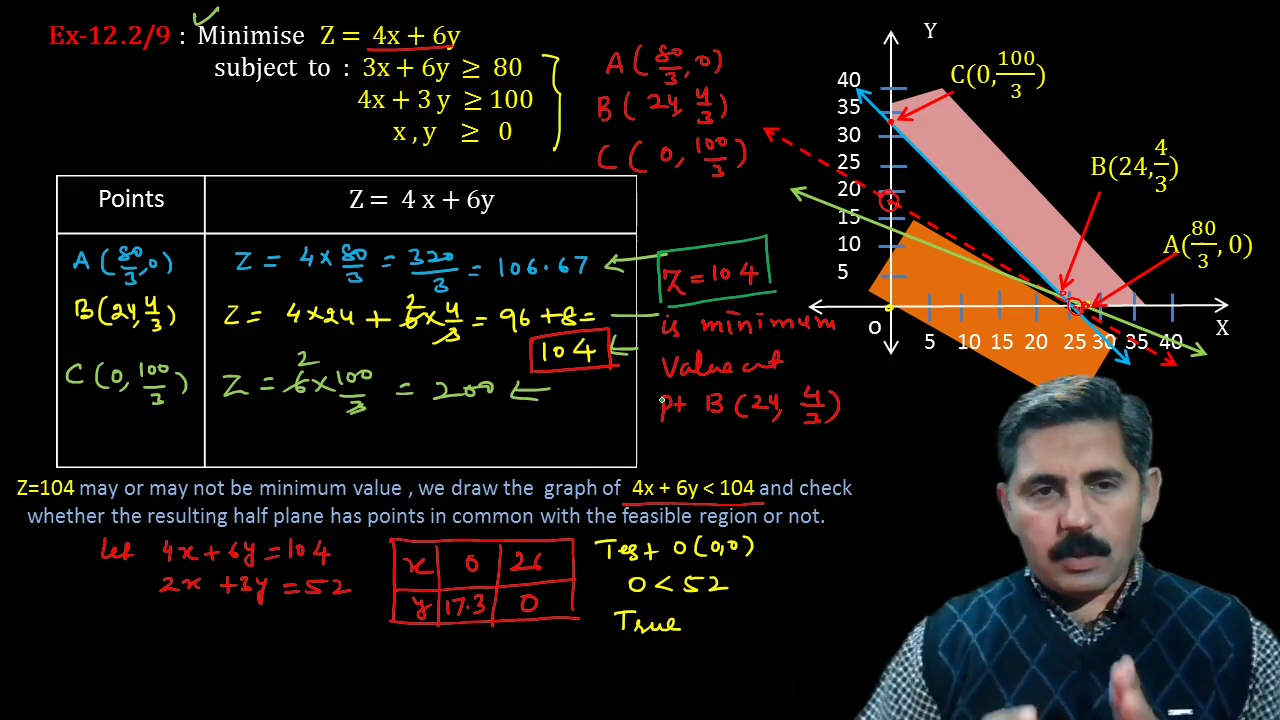 Ex-12.2/9 : Minimise Z = 4x + 6y
subject to : 3x + 6y ≥ 80
4x + 3y ≥ 100
x , y ≥ 0
A (80/3, 0)
B (24, 4/3)
C (0, 100/3)
Points
Z = 4x + 6y
A (80/3, 0)
Z = 4 × 80/3 = 320/3 = 106.67
B (24, 4/3)
Z = 4×24 + 6 × 4/3 = 96 + 8 =
2
104
C (0, 100/3)
Z = 6 × 100/3 = 200
2
Z = 104
is minimum
Value at
pt B (24, 4/3)
Z=104 may or may not be minimum value , we draw the graph of 4x + 6y < 104 and check
whether the resulting half plane has points in common with the feasible region or not.
let 4x + 6y = 104
2x + 3y = 52
x 0 26
y 17.3 0
Test O (0,0)
0 < 52
True
Y
C(0, 100/3)
40
35
30
25
20
15
10
5
B(24, 4/3)
A(80/3, 0)
O
X
5 10 15 20 25 30 35 40